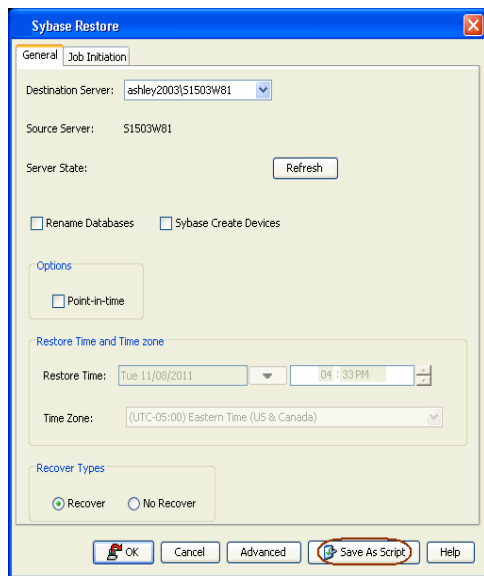 Sybase Restore
General Job Initiation
Destination Server: ashley2003\S1503W81
Source Server: S1503W81
Server State: Refresh
Rename Databases Sybase Create Devices
Options
Point-in-time
Restore Time and Time zone
Restore Time: Tue 11/08/2011 04 : 33 PM
Time Zone: (UTC-05:00) Eastern Time (US & Canada)
Recover Types
Recover No Recover
OK Cancel Advanced Save As Script Help